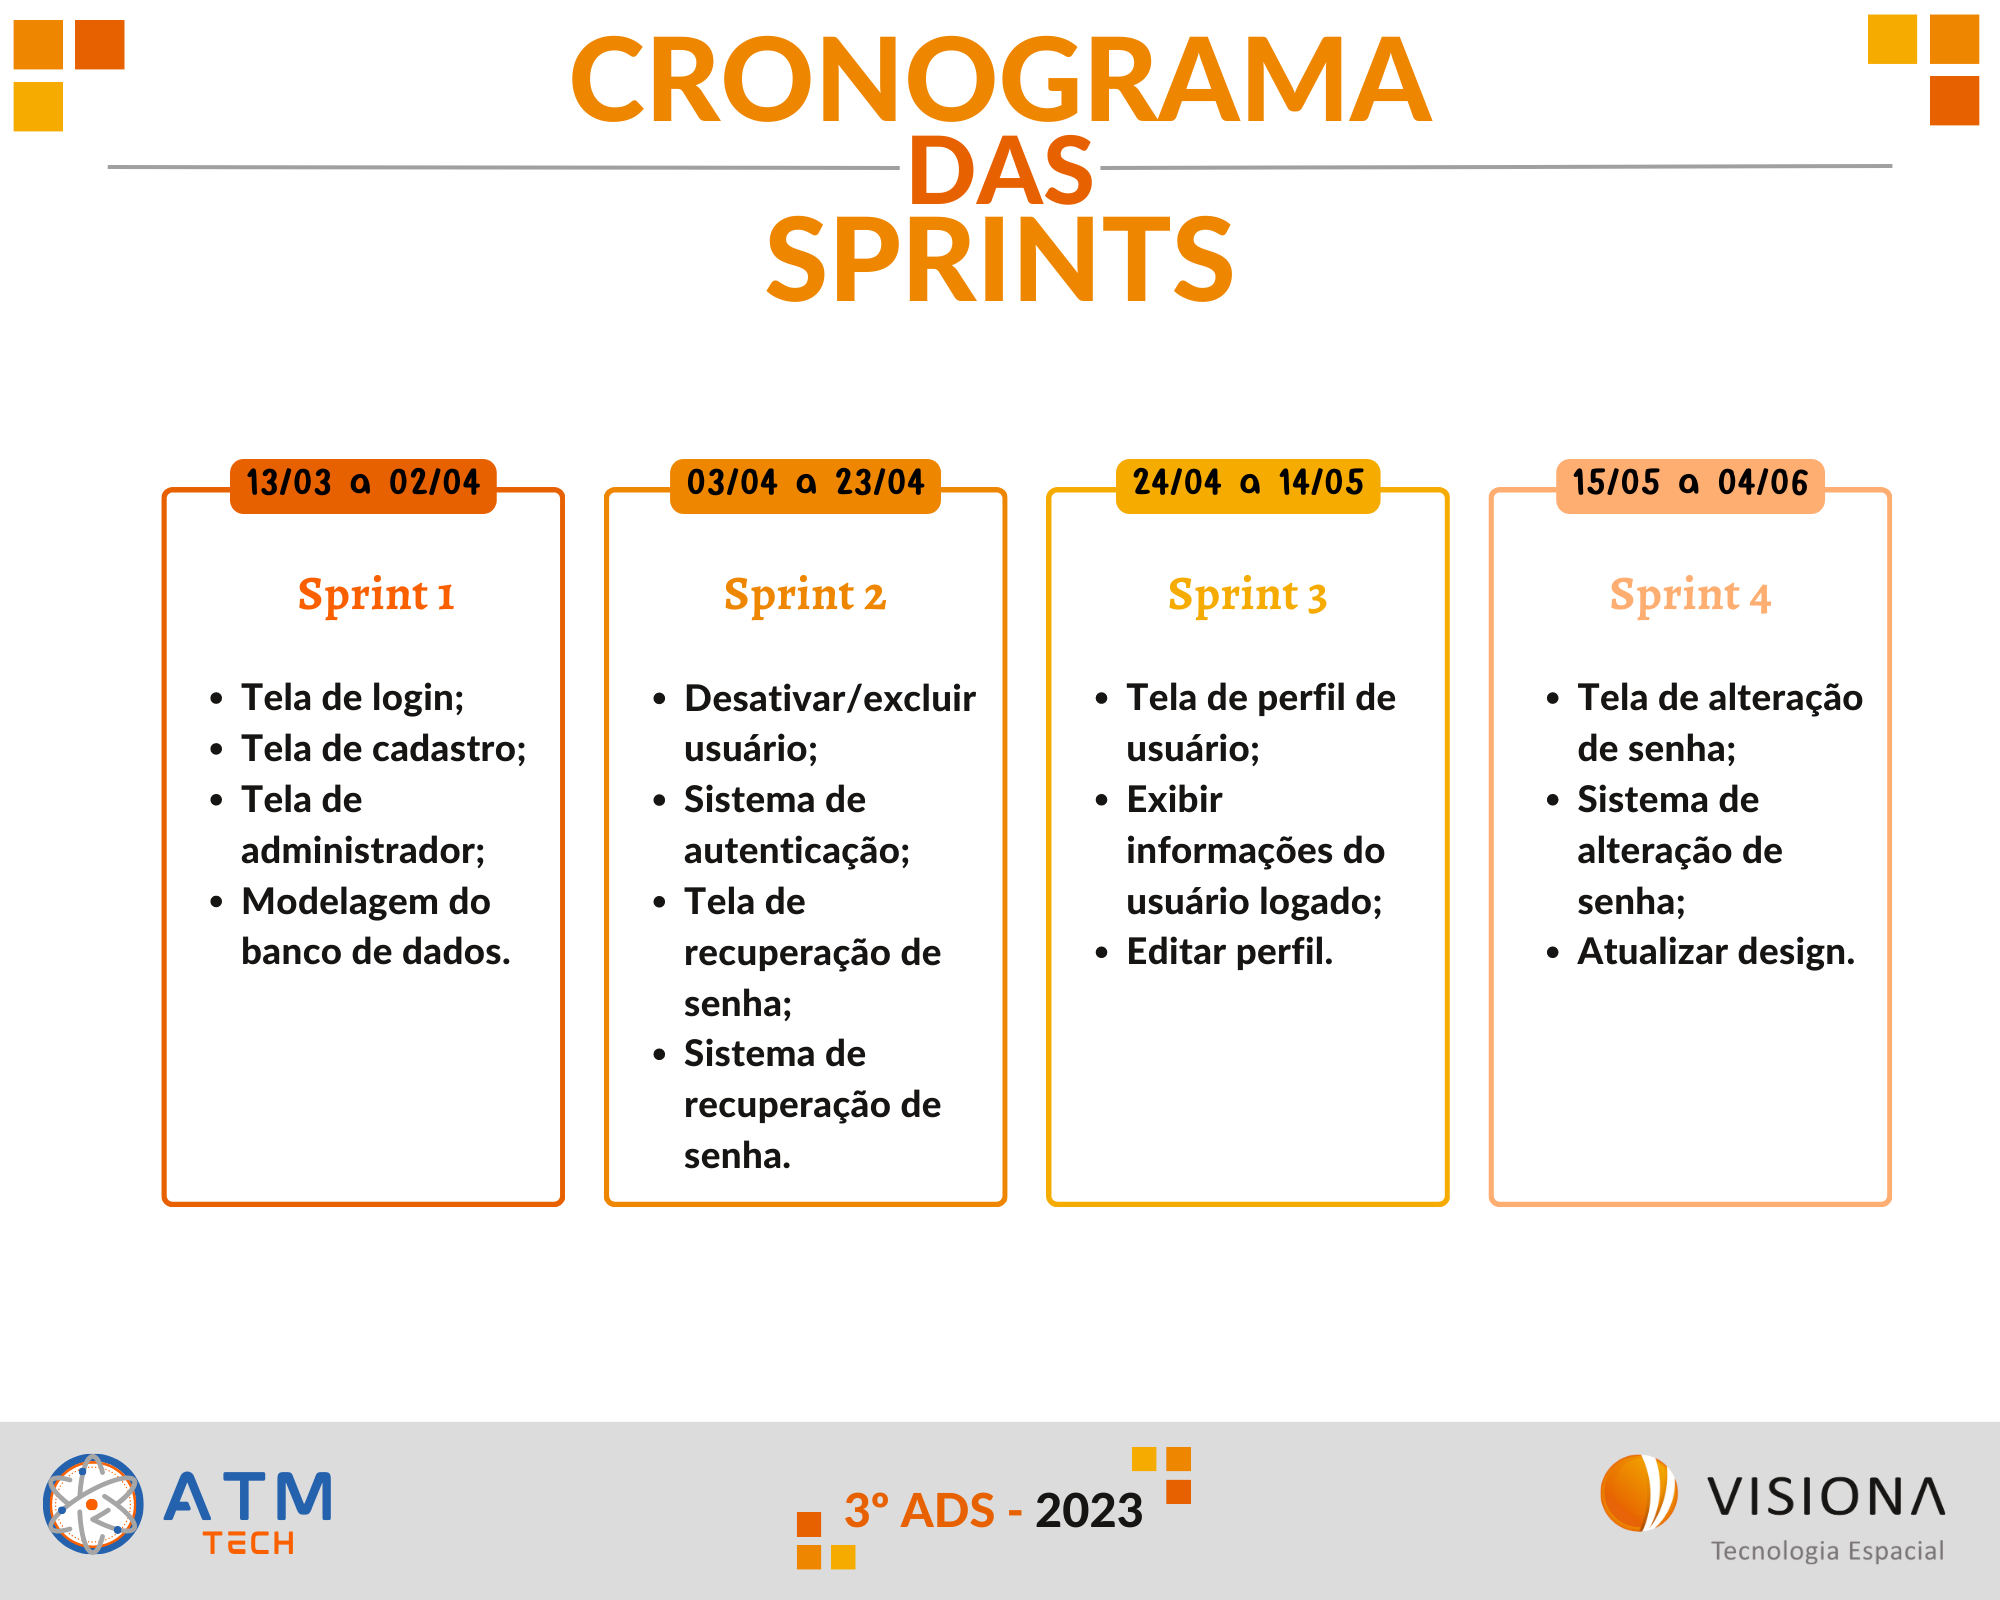 CRONOGRAMA
DAS
SPRINTS
13/03 a 02/04
Sprint 1
• Tela de login;
• Tela de cadastro;
• Tela de
administrador;
• Modelagem do
banco de dados.
03/04 a 23/04
Sprint 2
• Desativar/excluir
usuário;
• Sistema de
autenticação;
• Tela de
recuperação de
senha;
• Sistema de
recuperação de
senha.
24/04 a 14/05
Sprint 3
• Tela de perfil de
usuário;
• Exibir
informações do
usuário logado;
• Editar perfil.
15/05 a 04/06
Sprint 4
• Tela de alteração
de senha;
• Sistema de
alteração de
senha;
• Atualizar design.
ATM
TECH
3º ADS - 2023
VISIONA
Tecnologia Espacial